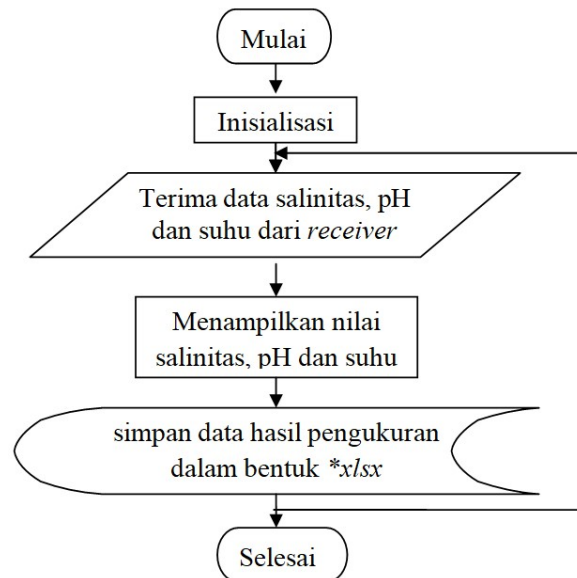 Mulai
Inisialisasi
Terima data salinitas, pH
dan suhu dari receiver
Menampilkan nilai
salinitas, pH dan suhu
simpan data hasil pengukuran
dalam bentuk *xlsx
Selesai